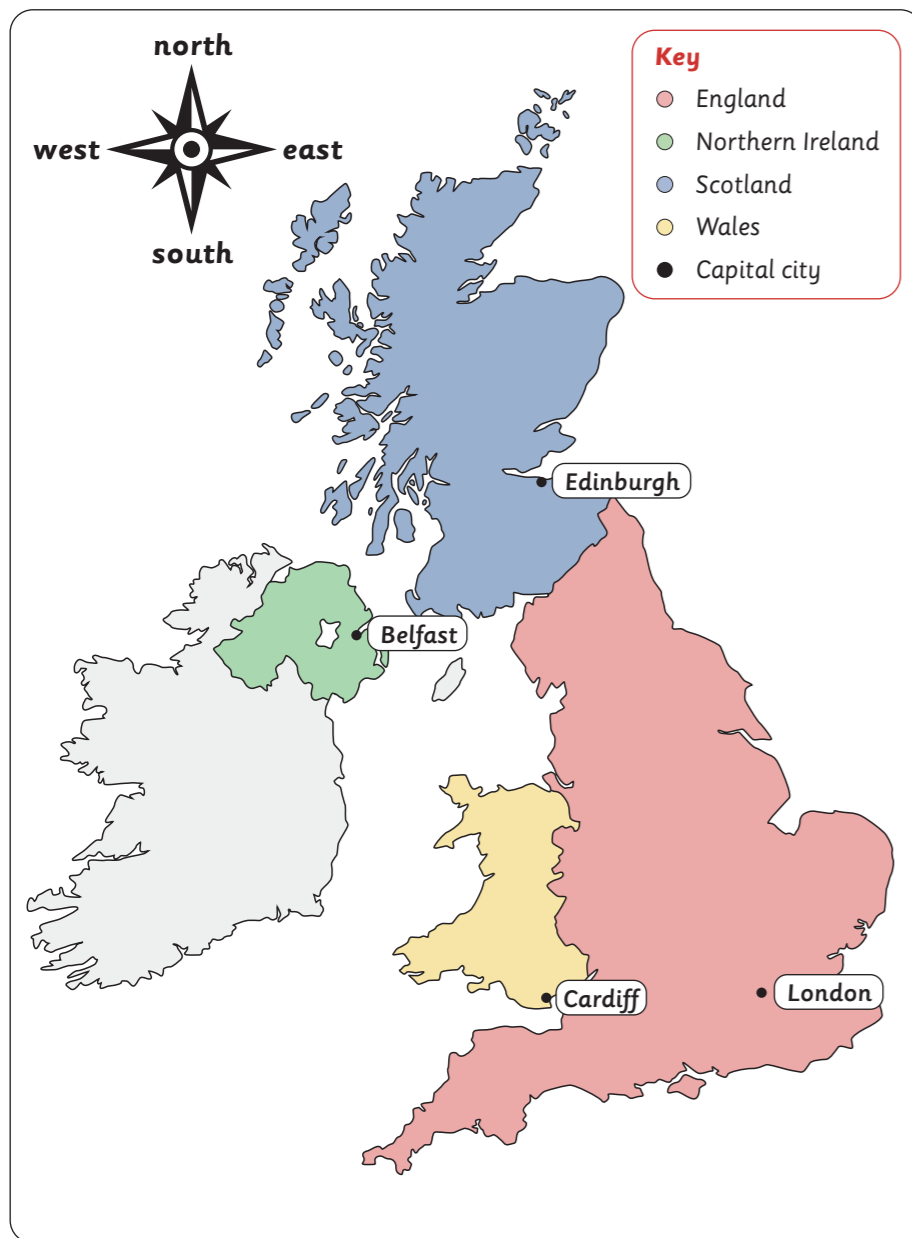 north
west
east
south
Key
England
Northern Ireland
Scotland
Wales
Capital city
Edinburgh
Belfast
Cardiff
London